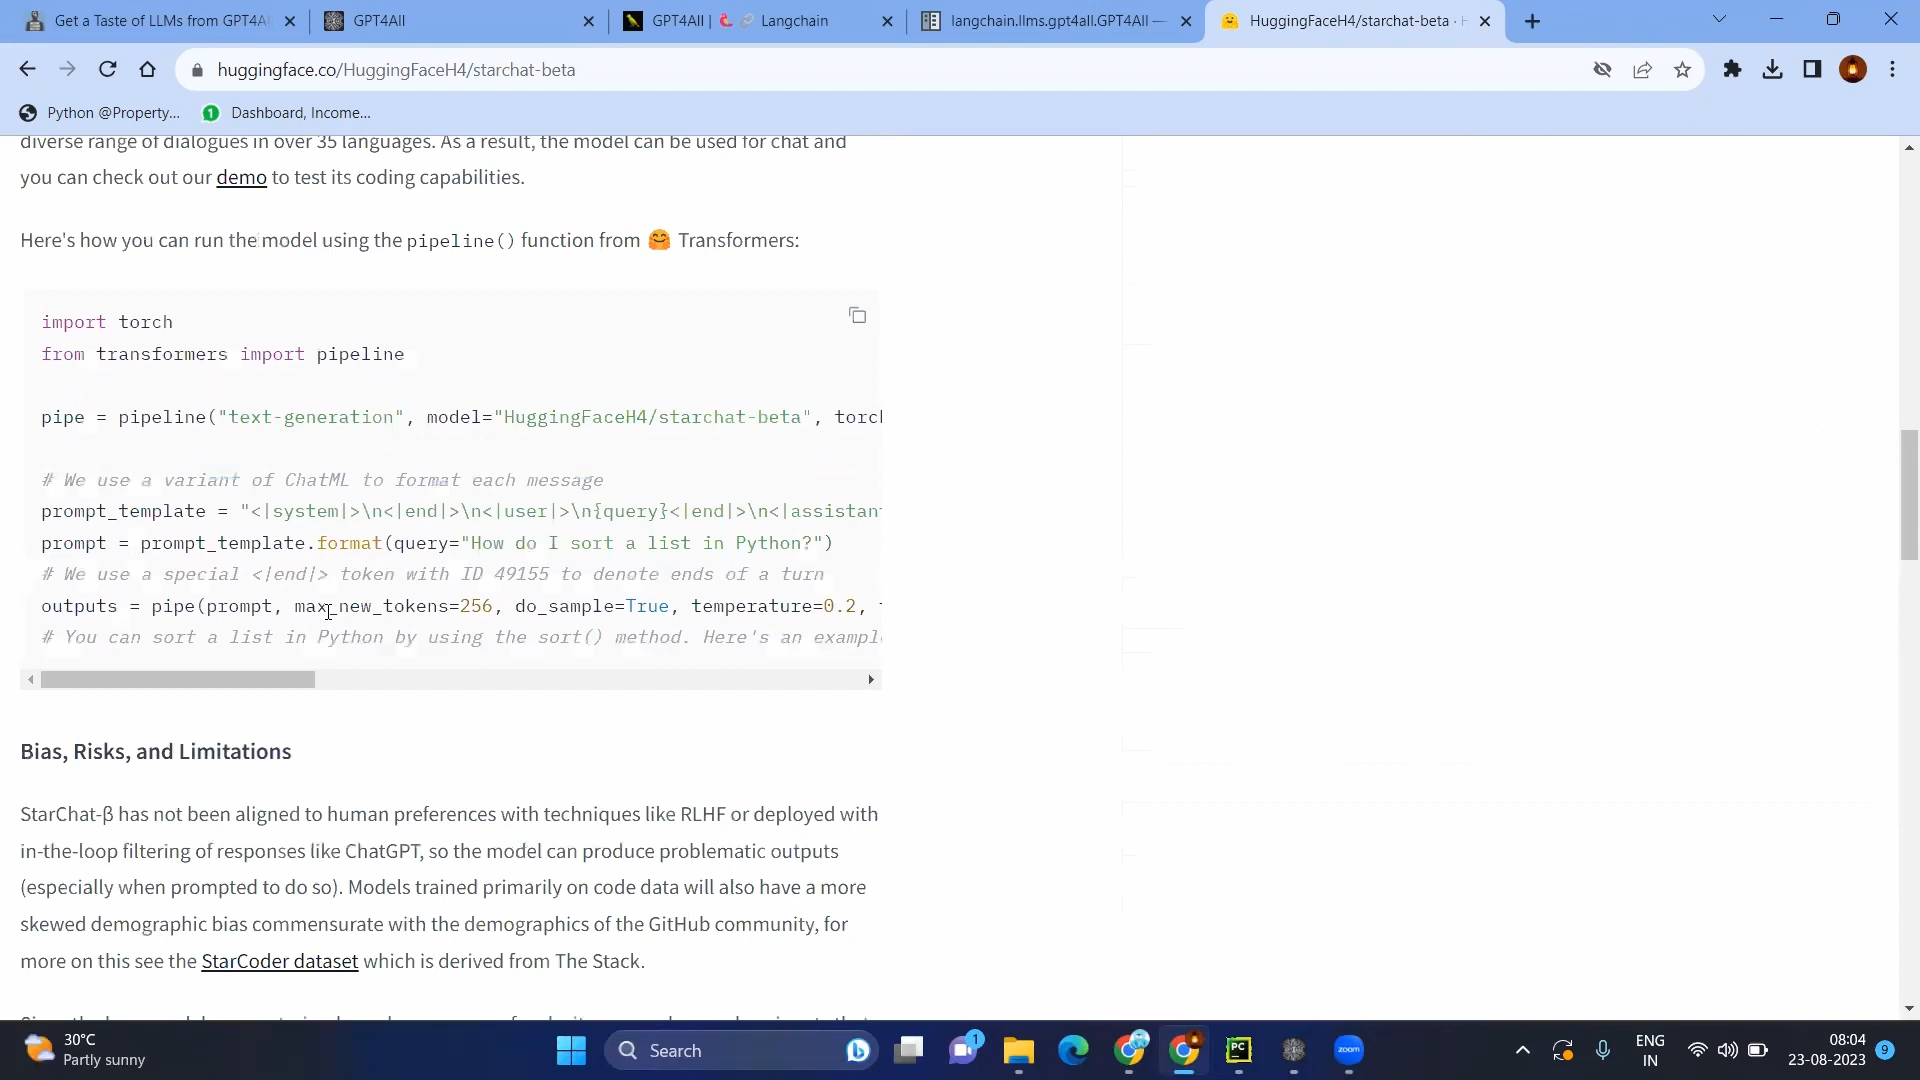 Get a Taste of LLMs from GPT4Al
GPT4All
GPT4All | Langchain
langchain.llms.gpt4all.GPT4All —
HuggingFaceH4/starchat-beta · H
huggingface.co/HuggingFaceH4/starchat-beta
Python @Property...
1 Dashboard, Income...
diverse range of dialogues in over 35 languages. As a result, the model can be used for chat and
you can check out our demo to test its coding capabilities.
Here's how you can run the model using the pipeline() function from 🤗 Transformers:
import torch
from transformers import pipeline
pipe = pipeline("text-generation", model="HuggingFaceH4/starchat-beta", torch
# We use a variant of ChatML to format each message
prompt_template = "<|system|>\n<|end|>\n<|user|>\n{query}<|end|>\n<|assistan
prompt = prompt_template.format(query="How do I sort a list in Python?")
# We use a special <|end|> token with ID 49155 to denote ends of a turn
outputs = pipe(prompt, max_new_tokens=256, do_sample=True, temperature=0.2, t
# You can sort a list in Python by using the sort() method. Here's an example
Bias, Risks, and Limitations
StarChat-β has not been aligned to human preferences with techniques like RLHF or deployed with
in-the-loop filtering of responses like ChatGPT, so the model can produce problematic outputs
(especially when prompted to do so). Models trained primarily on code data will also have a more
skewed demographic bias commensurate with the demographics of the GitHub community, for
more on this see the StarCoder dataset which is derived from The Stack.
30°C
Partly sunny
Search
1
PC
zoom
ENG
IN
08:04
23-08-2023
9